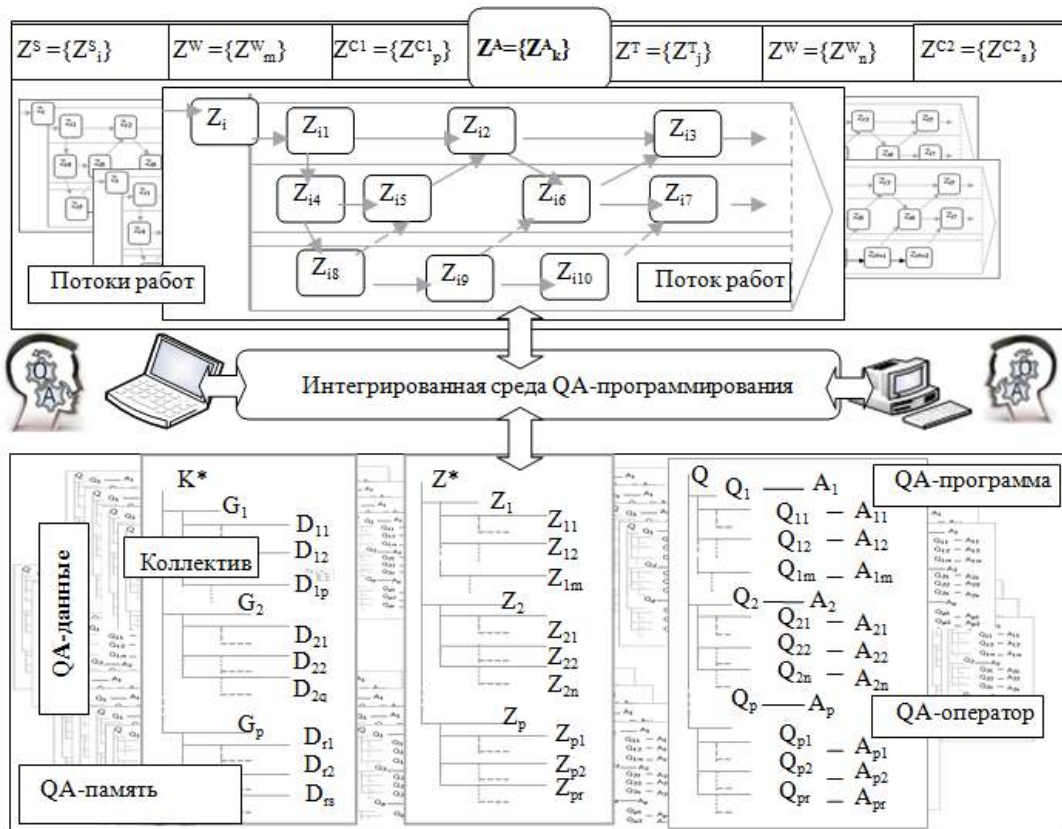 Z^S={Z^S_i} Z^W={Z^W_m} Z^C1={Z^C1_p} Z^A={Z^A_k} Z^T={Z^T_j} Z^W={Z^W_n} Z^C2={Z^C2_s}
Z_i
Z_i1 Z_i2 Z_i3
Z_i4 Z_i5 Z_i6 Z_i7
Z_i8 Z_i9 Z_i10
Потоки работ
Поток работ
Q A
Интегрированная среда QA-программирования
Q A
K*
G_1
D_11
D_12
D_1p
G_2
D_21
D_22
D_2q
G_p
D_r1
D_r2
D_rs
Коллектив
QA-данные
QA-память
Z*
Z_1
Z_11
Z_12
Z_1m
Z_2
Z_21
Z_22
Z_2n
Z_p
Z_p1
Z_p2
Z_pr
Q
Q_1 — A_1
Q_11 — A_11
Q_12 — A_12
Q_1m — A_1m
Q_2 — A_2
Q_21 — A_21
Q_22 — A_22
Q_2n — A_2n
Q_p — A_p
Q_p1 — A_p1
Q_p2 — A_p2
Q_pr — A_pr
QA-программа
QA-оператор